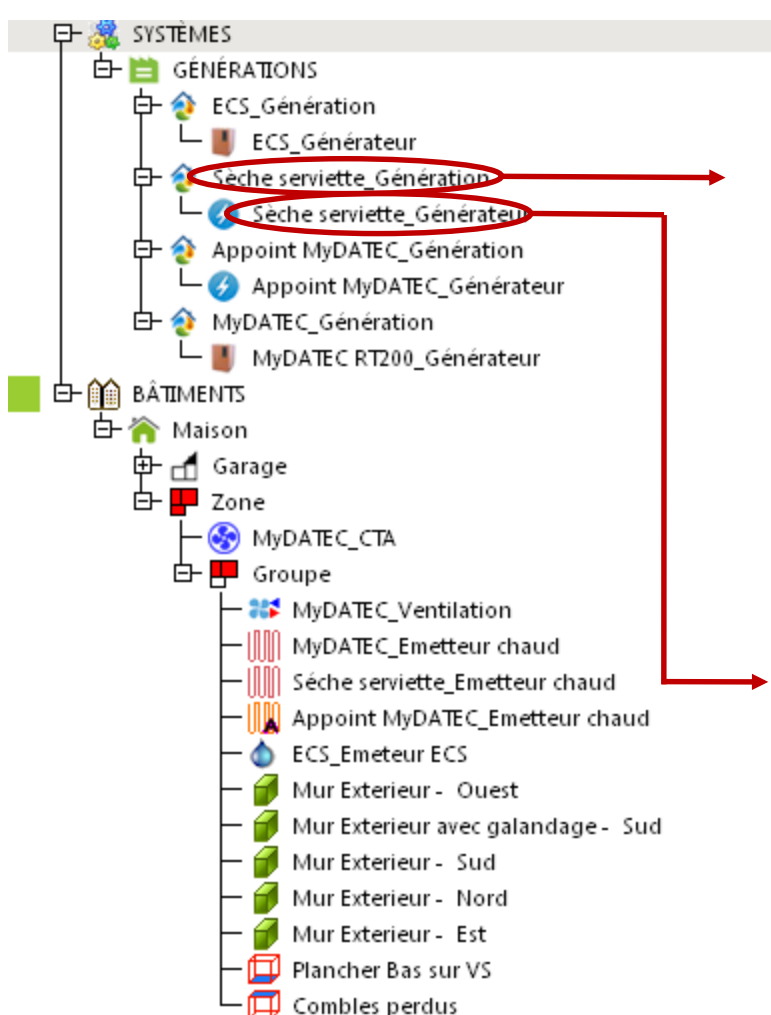 SYSTÈMES
GÉNÉRATIONS
ECS_Génération
ECS_Générateur
Sèche serviette_Génération
Sèche serviette_Générateur
Appoint MyDATEC_Génération
Appoint MyDATEC_Générateur
MyDATEC_Génération
MyDATEC RT200_Générateur
BÂTIMENTS
Maison
Garage
Zone
MyDATEC_CTA
Groupe
MyDATEC_Ventilation
MyDATEC_Emetteur chaud
Séche serviette_Emetteur chaud
Appoint MyDATEC_Emetteur chaud
ECS_Emeteur ECS
Mur Exterieur - Ouest
Mur Exterieur avec galandage - Sud
Mur Exterieur - Sud
Mur Exterieur - Nord
Mur Exterieur - Est
Plancher Bas sur VS
Combles perdus